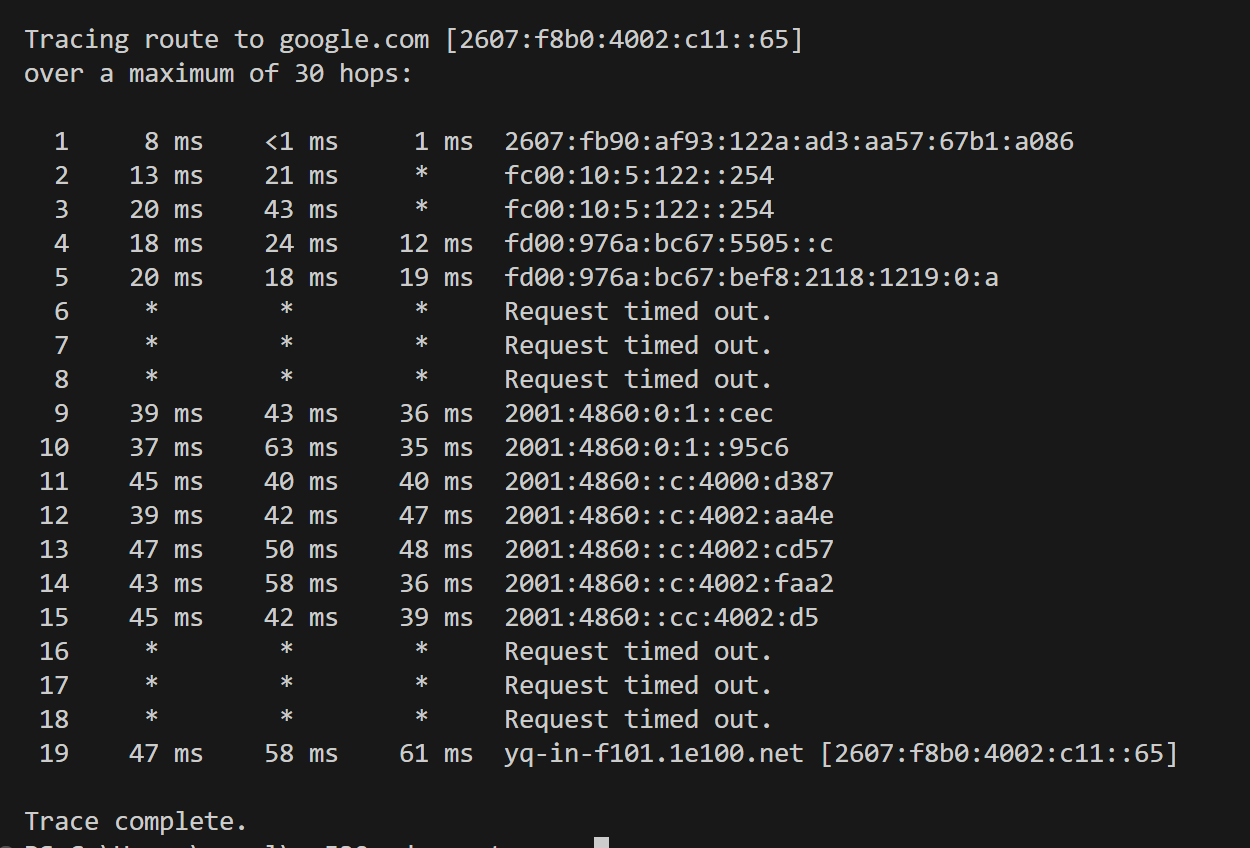 Tracing route to google.com [2607:f8b0:4002:c11::65]
over a maximum of 30 hops:
1 8 ms <1 ms 1 ms 2607:fb90:af93:122a:ad3:aa57:67b1:a086
2 13 ms 21 ms * fc00:10:5:122::254
3 20 ms 43 ms * fc00:10:5:122::254
4 18 ms 24 ms 12 ms fd00:976a:bc67:5505::c
5 20 ms 18 ms 19 ms fd00:976a:bc67:bef8:2118:1219:0:a
6 * * * Request timed out.
7 * * * Request timed out.
8 * * * Request timed out.
9 39 ms 43 ms 36 ms 2001:4860:0:1::cec
10 37 ms 63 ms 35 ms 2001:4860:0:1::95c6
11 45 ms 40 ms 40 ms 2001:4860::c:4000:d387
12 39 ms 42 ms 47 ms 2001:4860::c:4002:aa4e
13 47 ms 50 ms 48 ms 2001:4860::c:4002:cd57
14 43 ms 58 ms 36 ms 2001:4860::c:4002:faa2
15 45 ms 42 ms 39 ms 2001:4860::cc:4002:d5
16 * * * Request timed out.
17 * * * Request timed out.
18 * * * Request timed out.
19 47 ms 58 ms 61 ms yq-in-f101.1e100.net [2607:f8b0:4002:c11::65]
Trace complete.